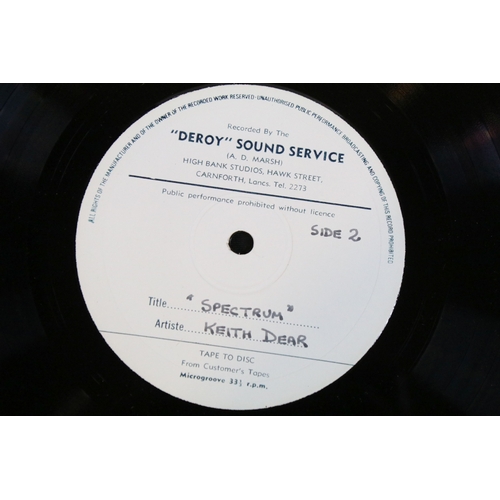 ALL RIGHTS OF THE MANUFACTURER AND OF THE OWNER OF THE RECORDED WORK RESERVED · UNAUTHORISED PUBLIC PERFORMANCE BROADCASTING AND COPYING OF THIS RECORD PROHIBITED
Recorded By the
"DEROY" SOUND SERVICE
(A. D. MARSH)
HIGH BANK STUDIOS, HAWK STREET,
CARNFORTH, Lancs. Tel. 2273
Public performance prohibited without licence
SIDE 2
Title.... "SPECTRUM"
Artiste.... KEITH DEAR
TAPE TO DISC
From Customer's Tapes
Microgroove 33⅓ r.p.m.